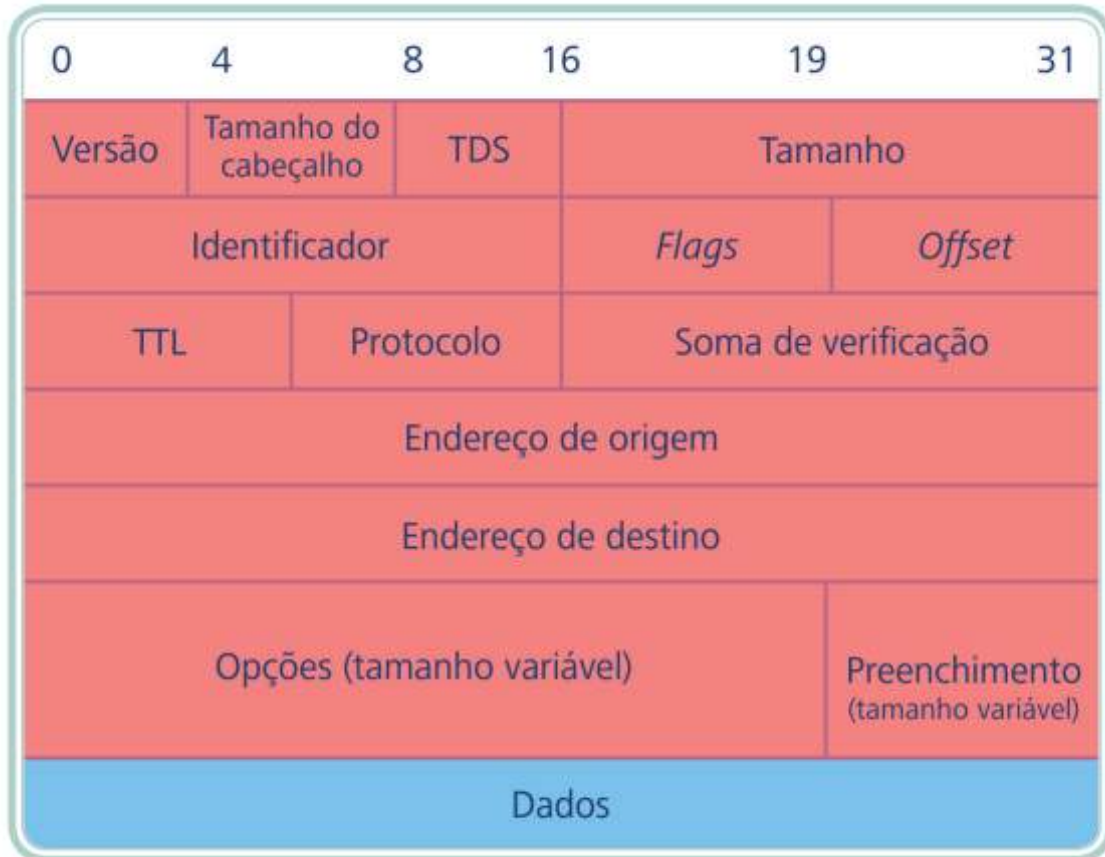 0 4 8 16 19 31
Versão
Tamanho do
cabeçalho
TDS
Tamanho
Identificador
Flags
Offset
TTL
Protocolo
Soma de verificação
Endereço de origem
Endereço de destino
Opções (tamanho variável)
Preenchimento
(tamanho variável)
Dados